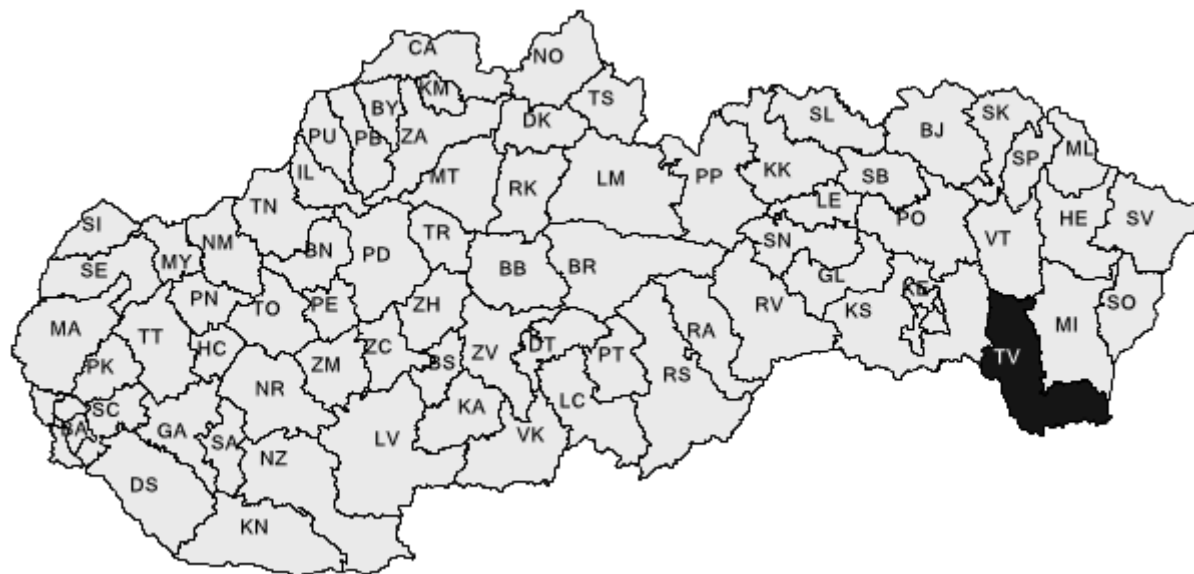 CA
NO
KM
TS
BY
DK
SL
SK
PU
PB
ZA
BJ
SP
ML
IL
MT
RK
LM
PP
KK
SB
LE
TN
HE
SV
SI
NM
TR
PO
SN
VT
MY
BN
PD
BB
BR
SE
GL
PN
TO
PE
ZH
RV
KS
KE
SO
MA
TT
HC
ZM
ZC
BS
ZV
DT
PT
RA
MI
TV
PK
NR
RS
SC
KA
LC
BA
GA
SA
LV
VK
NZ
DS
KN